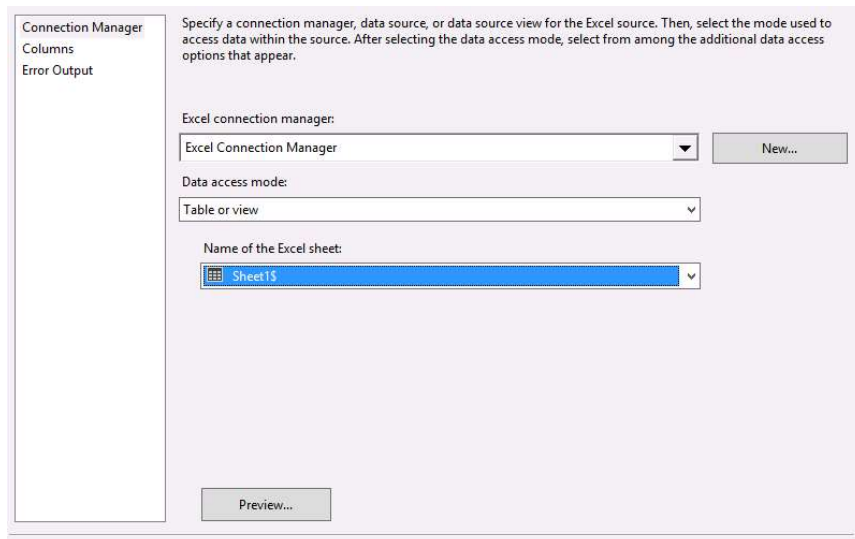 Connection Manager
Columns
Error Output
Specify a connection manager, data source, or data source view for the Excel source. Then, select the mode used to
access data within the source. After selecting the data access mode, select from among the additional data access
options that appear.
Excel connection manager:
Excel Connection Manager
New...
Data access mode:
Table or view
Name of the Excel sheet:
Sheet1$
Preview...